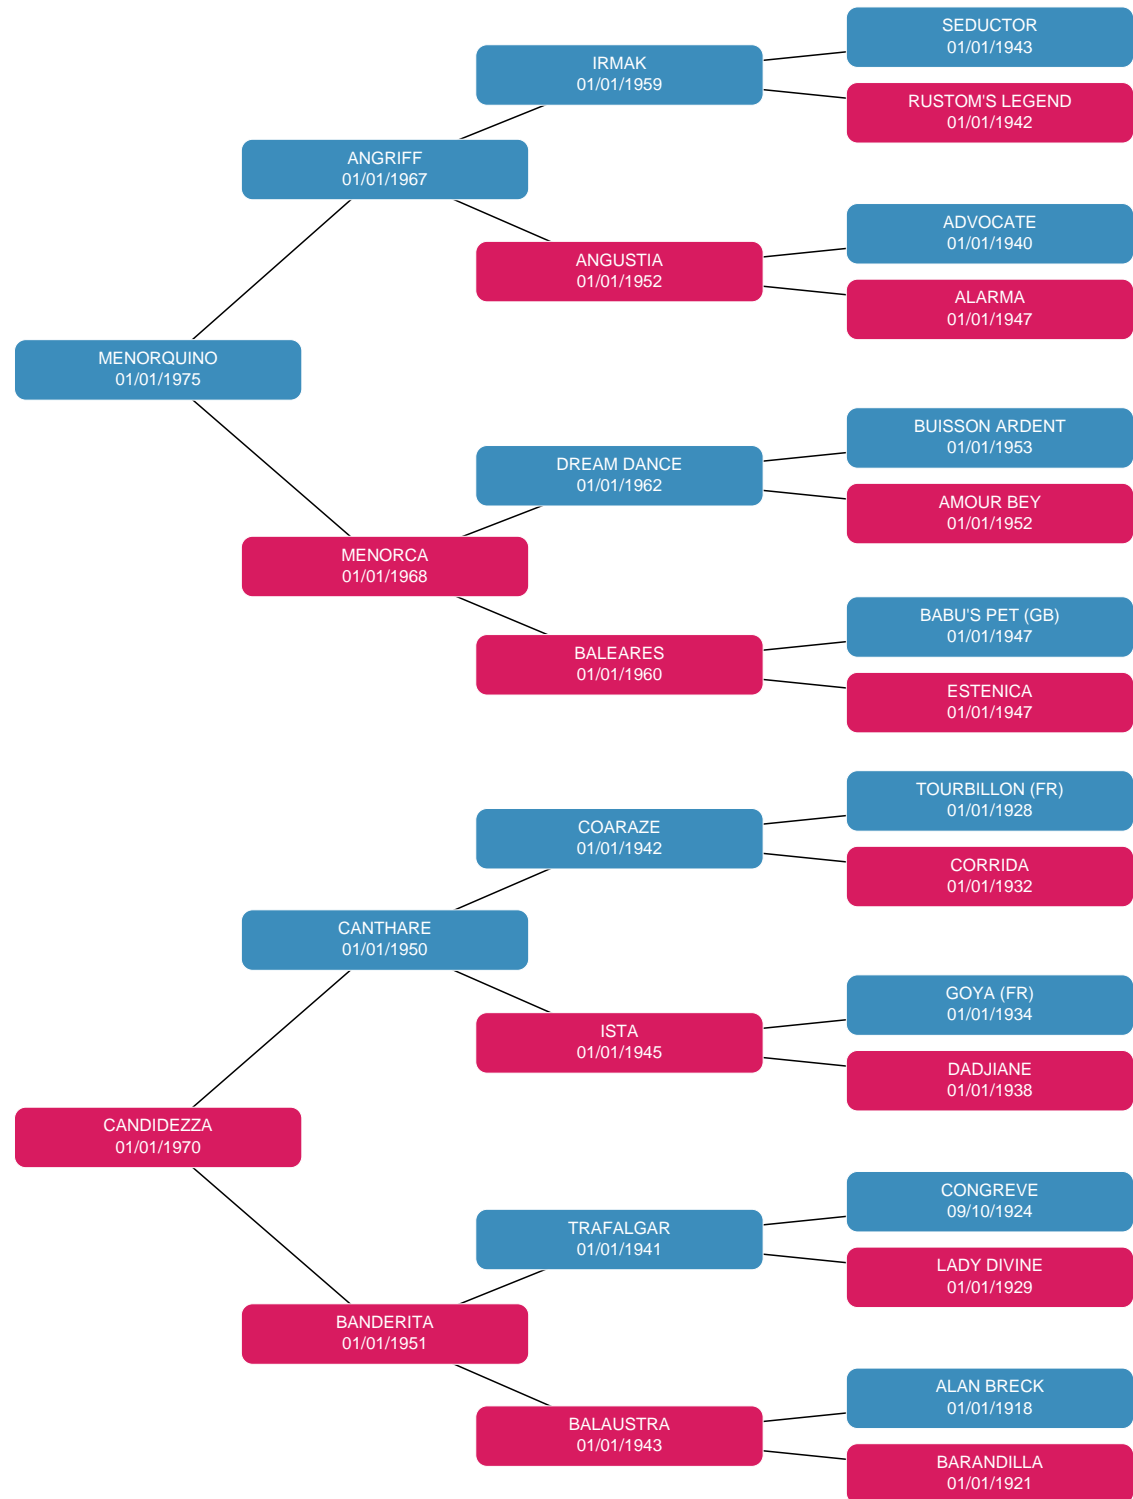 SEDUCTOR
01/01/1943
IRMAK
01/01/1959
RUSTOM'S LEGEND
01/01/1942
ANGRIFF
01/01/1967
ADVOCATE
01/01/1940
ANGUSTIA
01/01/1952
ALARMA
01/01/1947
MENORQUINO
01/01/1975
BUISSON ARDENT
01/01/1953
DREAM DANCE
01/01/1962
AMOUR BEY
01/01/1952
MENORCA
01/01/1968
BABU'S PET (GB)
01/01/1947
BALEARES
01/01/1960
ESTENICA
01/01/1947
TOURBILLON (FR)
01/01/1928
COARAZE
01/01/1942
CORRIDA
01/01/1932
CANTHARE
01/01/1950
GOYA (FR)
01/01/1934
ISTA
01/01/1945
DADJIANE
01/01/1938
CANDIDEZZA
01/01/1970
CONGREVE
09/10/1924
TRAFALGAR
01/01/1941
LADY DIVINE
01/01/1929
BANDERITA
01/01/1951
ALAN BRECK
01/01/1918
BALAUSTRA
01/01/1943
BARANDILLA
01/01/1921